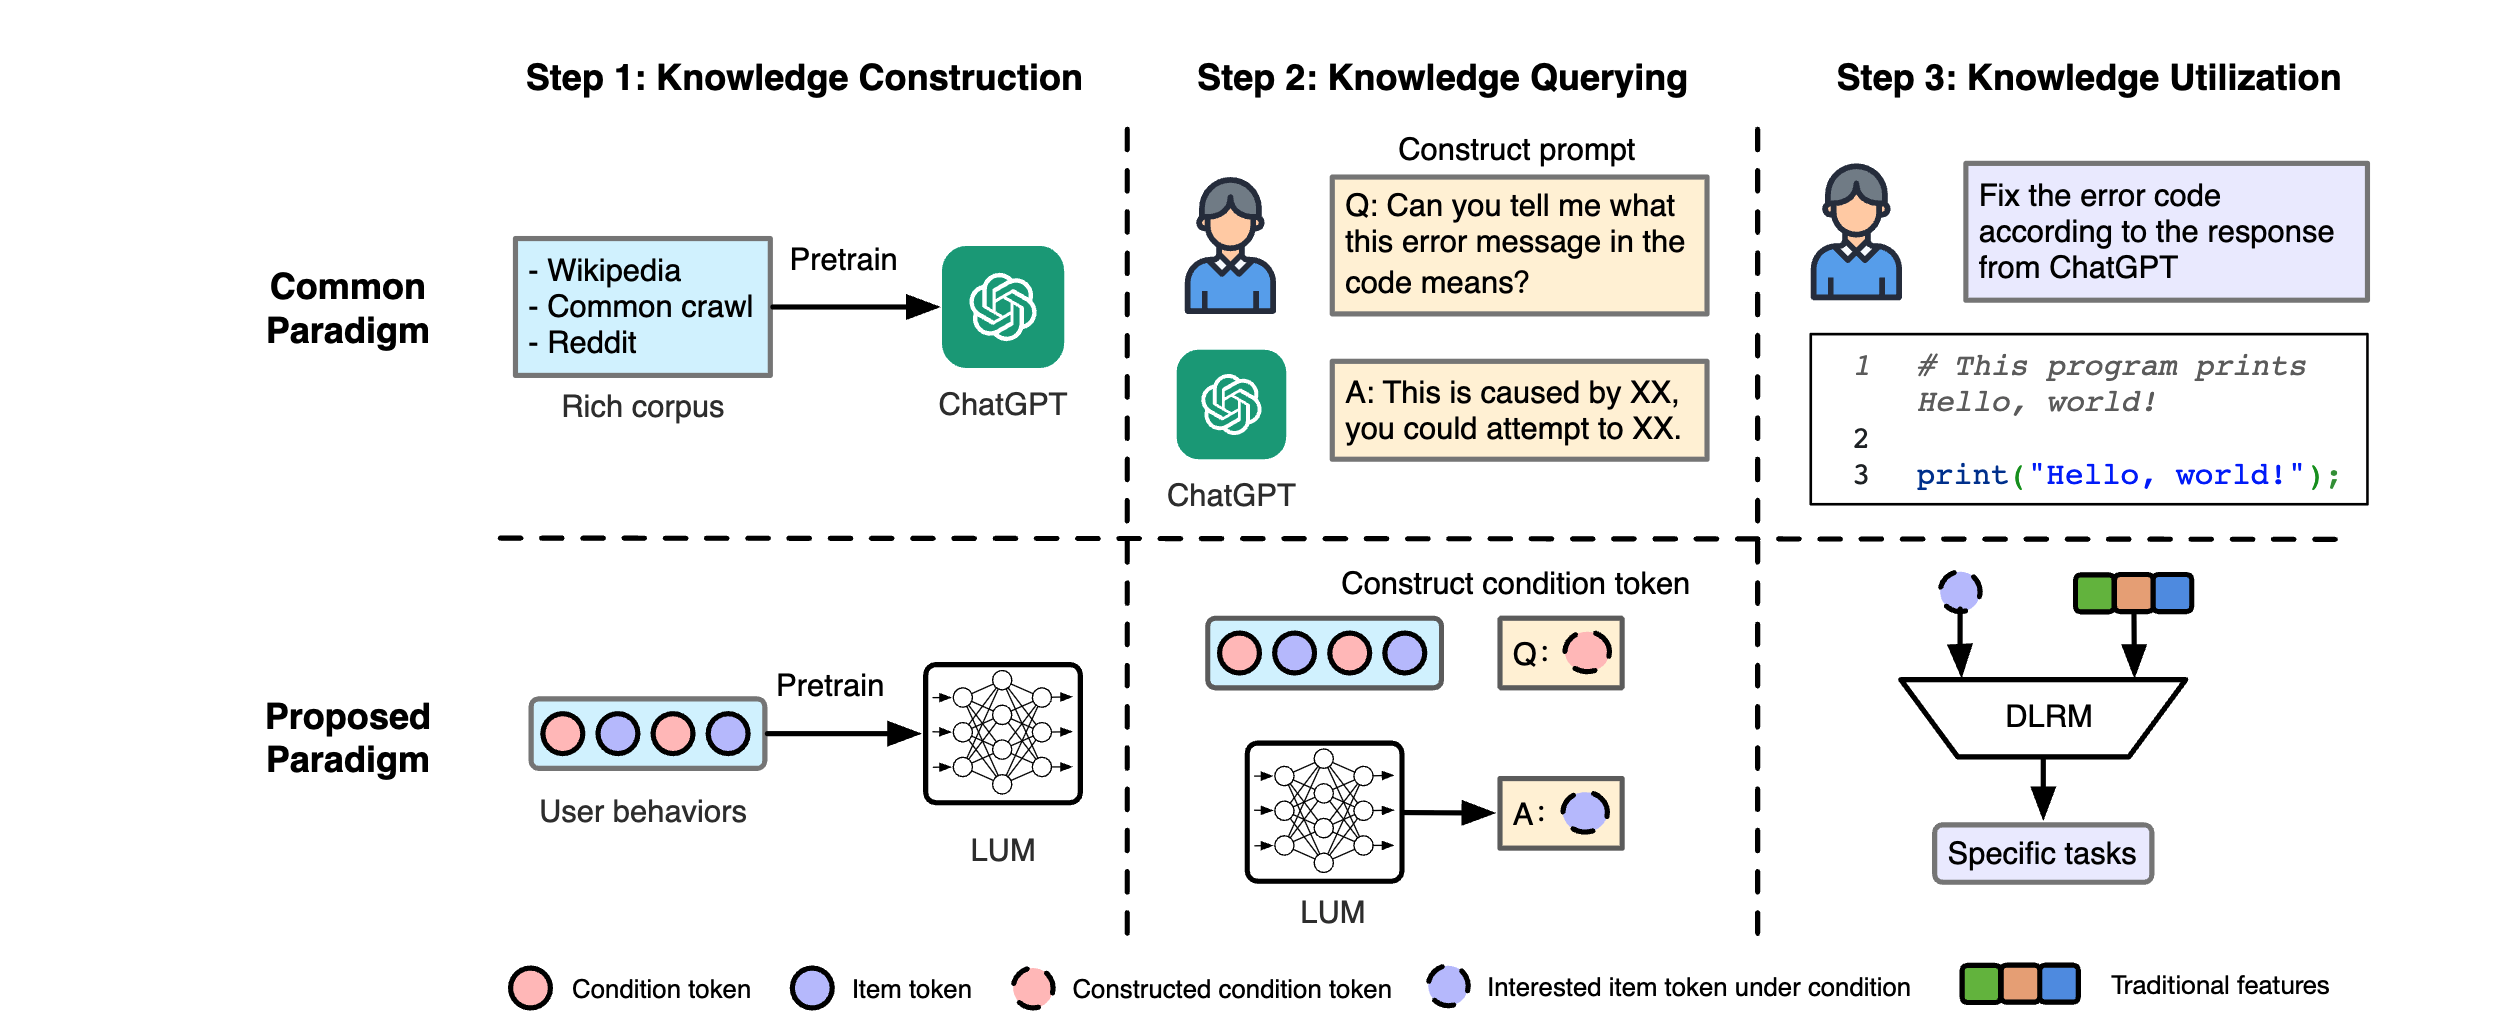 Step 1: Knowledge Construction
Step 2: Knowledge Querying
Step 3: Knowledge Utilization
Common
Paradigm
- Wikipedia
- Common crawl
- Reddit
Rich corpus
Pretrain
ChatGPT
Construct prompt
Q: Can you tell me what
this error message in the
code means?
ChatGPT
A: This is caused by XX,
you could attempt to XX.
Fix the error code
according to the response
from ChatGPT
1 # This program prints
Hello, world!
2
3 print("Hello, world!");
Proposed
Paradigm
User behaviors
Pretrain
LUM
Construct condition token
Q:
LUM
A:
DLRM
Specific tasks
Condition token
Item token
Constructed condition token
Interested item token under condition
Traditional features